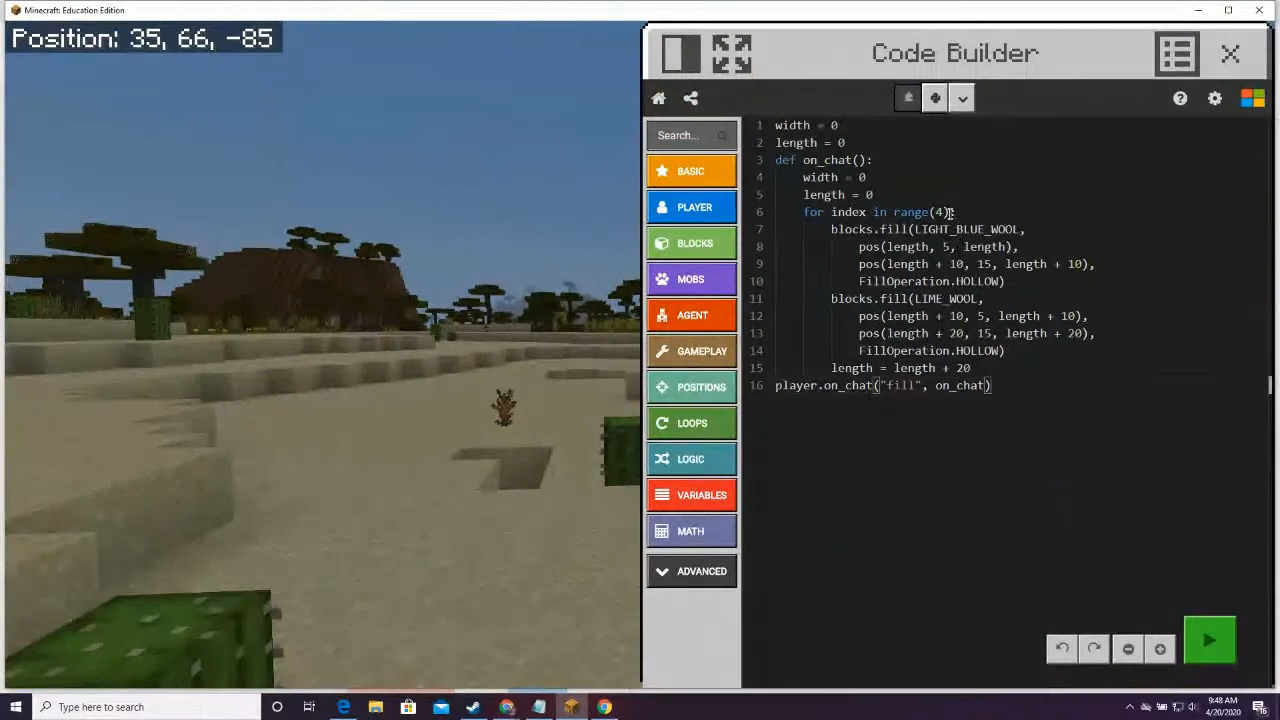 Minecraft: Education Edition
Position: 35, 66, -85
Code Builder
Search...
BASIC
PLAYER
BLOCKS
MOBS
AGENT
GAMEPLAY
POSITIONS
LOOPS
LOGIC
VARIABLES
MATH
ADVANCED
1 width = 0
2 length = 0
3 def on_chat():
4 width = 0
5 length = 0
6 for index in range(4):
7 blocks.fill(LIGHT_BLUE_WOOL,
8 pos(length, 5, length),
9 pos(length + 10, 15, length + 10),
10 FillOperation.HOLLOW)
11 blocks.fill(LIME_WOOL,
12 pos(length + 10, 5, length + 10),
13 pos(length + 20, 15, length + 20),
14 FillOperation.HOLLOW)
15 length = length + 20
16 player.on_chat("fill", on_chat)
Type here to search
9:48 AM
4/20/2020